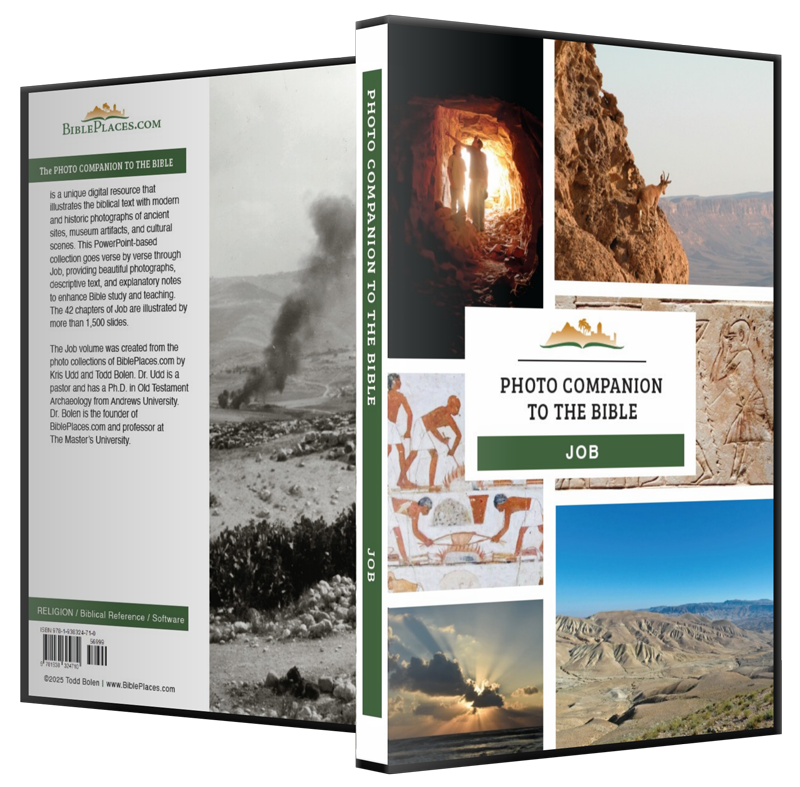 BIBLEPLACES.COM
The PHOTO COMPANION TO THE BIBLE
is a unique digital resource that
illustrates the biblical text with modern
and historic photographs of ancient
sites, museum artifacts, and cultural
scenes. This PowerPoint-based
collection goes verse by verse through
Job, providing beautiful photographs,
descriptive text, and explanatory notes
to enhance Bible study and teaching.
The 42 chapters of Job are illustrated by
more than 1,500 slides.
The Job volume was created from the
photo collections of BiblePlaces.com by
Kris Udd and Todd Bolen. Dr. Udd is a
pastor and has a Ph.D. in Old Testament
Archaeology from Andrews University.
Dr. Bolen is the founder of
BiblePlaces.com and professor at
The Master's University.
RELIGION / Biblical Reference / Software
©2025 Todd Bolen | www.BiblePlaces.com
PHOTO COMPANION TO THE BIBLE
JOB
PHOTO COMPANION
TO THE BIBLE
JOB